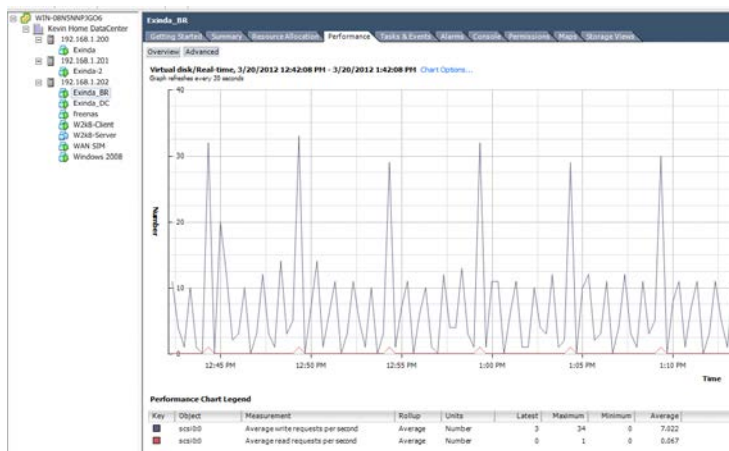 WIN-08N5NNP3GO6
Kevin Home DataCenter
192.168.1.200
Exinda
192.168.1.201
Exinda-2
192.168.1.202
Exinda_BR
Exinda_DC
freenas
W2k8-Client
W2k8-Server
WAN SIM
Windows 2008
Exinda_BR
Getting Started Summary Resource Allocation Performance Tasks & Events Alarms Console Permissions Maps Storage Views
Overview Advanced
Virtual disk/Real-time, 3/20/2012 12:42:08 PM - 3/20/2012 1:42:08 PM Chart Options...
Graph refreshes every 20 seconds
40
30
20
10
0
Number
12:45 PM 12:50 PM 12:55 PM 1:00 PM 1:05 PM 1:10 PM
Time
Performance Chart Legend
Key Object Measurement Rollup Units Latest Maximum Minimum Average
scsi0:0 Average write requests per second Average Number 3 34 0 7.022
scsi0:0 Average read requests per second Average Number 0 1 0 0.067